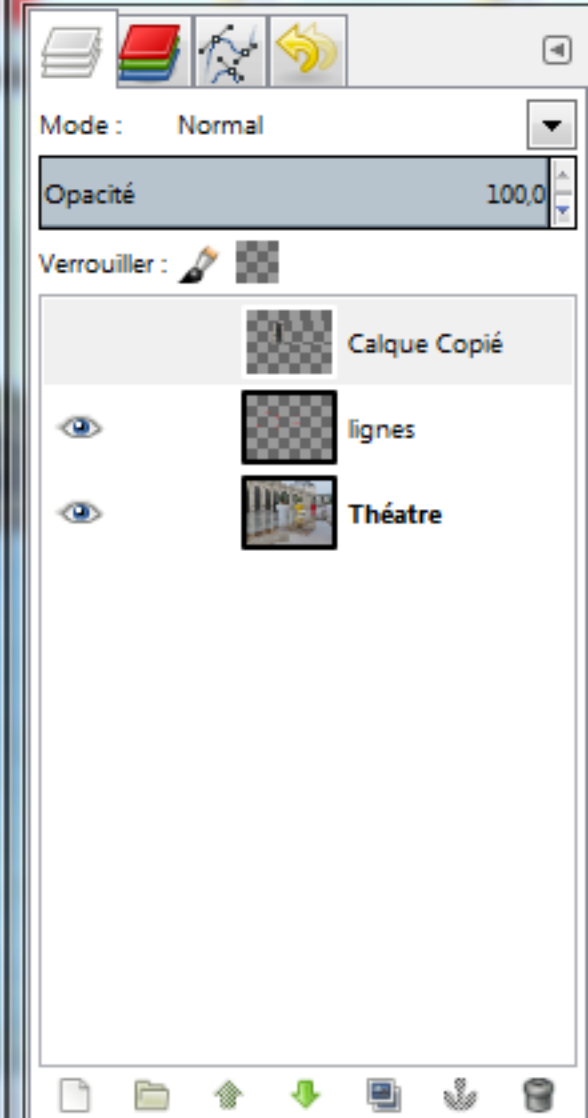 Mode : Normal
Opacité 100,0
Verrouiller :
Calque Copié
lignes
Théatre